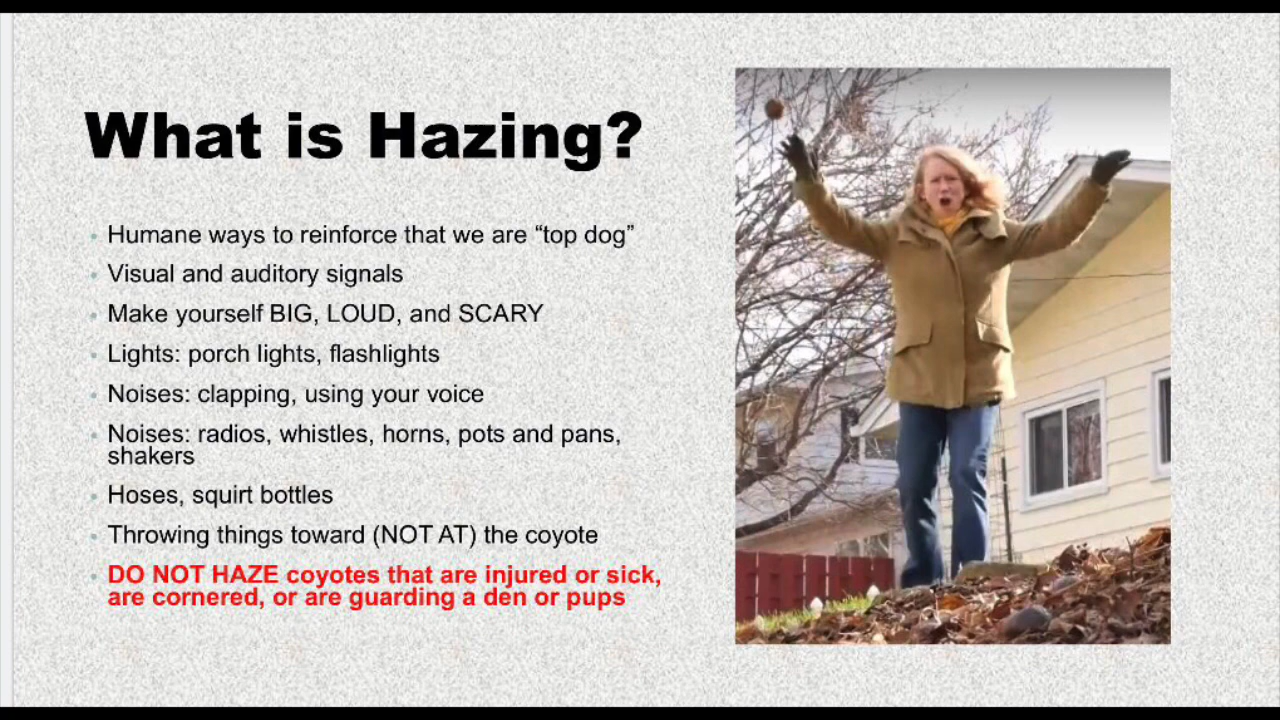 What is Hazing?
Humane ways to reinforce that we are “top dog”
Visual and auditory signals
Make yourself BIG, LOUD, and SCARY
Lights: porch lights, flashlights
Noises: clapping, using your voice
Noises: radios, whistles, horns, pots and pans,
shakers
Hoses, squirt bottles
Throwing things toward (NOT AT) the coyote
DO NOT HAZE coyotes that are injured or sick,
are cornered, or are guarding a den or pups